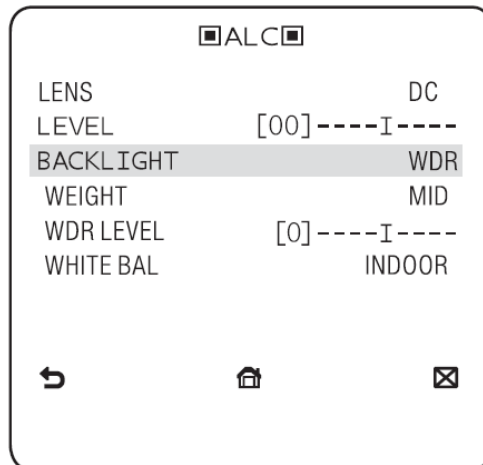 ▣ALC▣
LENS DC
LEVEL [00]----I----
BACKLIGHT WDR
WEIGHT MID
WDR LEVEL [0]----I----
WHITE BAL INDOOR